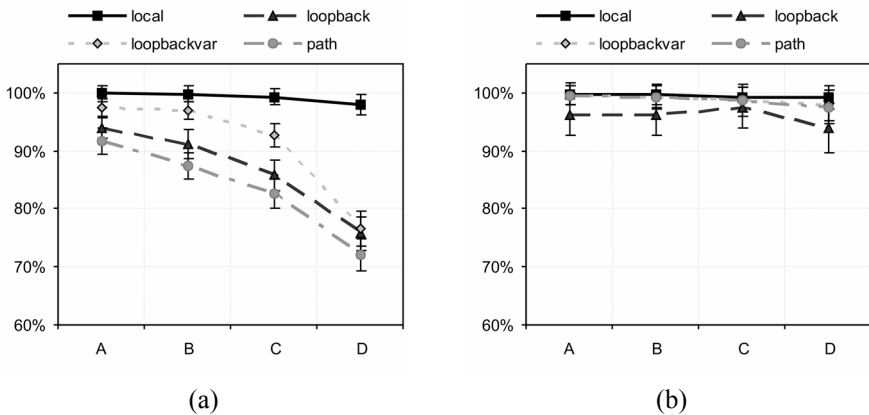 local loopback
loopbackvar path
100%
90%
80%
70%
60%
A B C D
(a)
local loopback
loopbackvar path
100%
90%
80%
70%
60%
A B C D
(b)